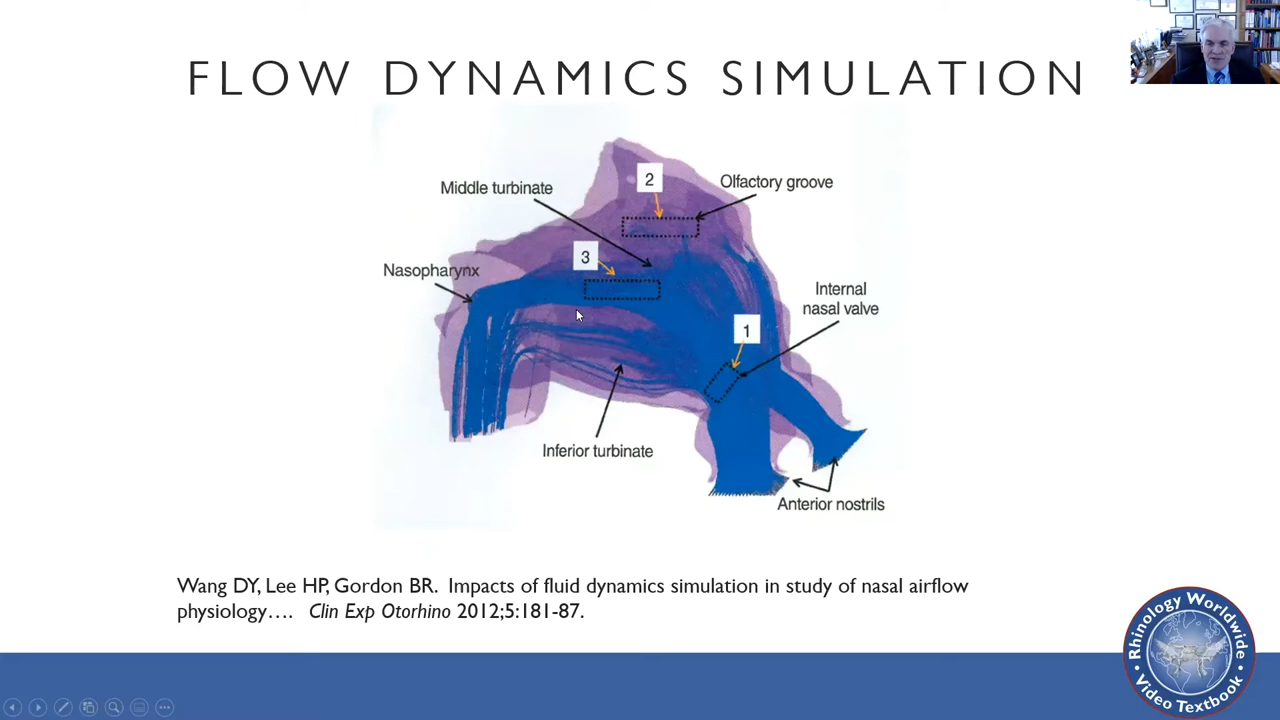 FLOW DYNAMICS SIMULATION
2
Middle turbinate
Olfactory groove
3
Nasopharynx
Internal
nasal valve
1
Inferior turbinate
Anterior nostrils
Wang DY, Lee HP, Gordon BR. Impacts of fluid dynamics simulation in study of nasal airflow
physiology…. Clin Exp Otorhino 2012;5:181-87.
Rhinology Worldwide
• Video Textbook •